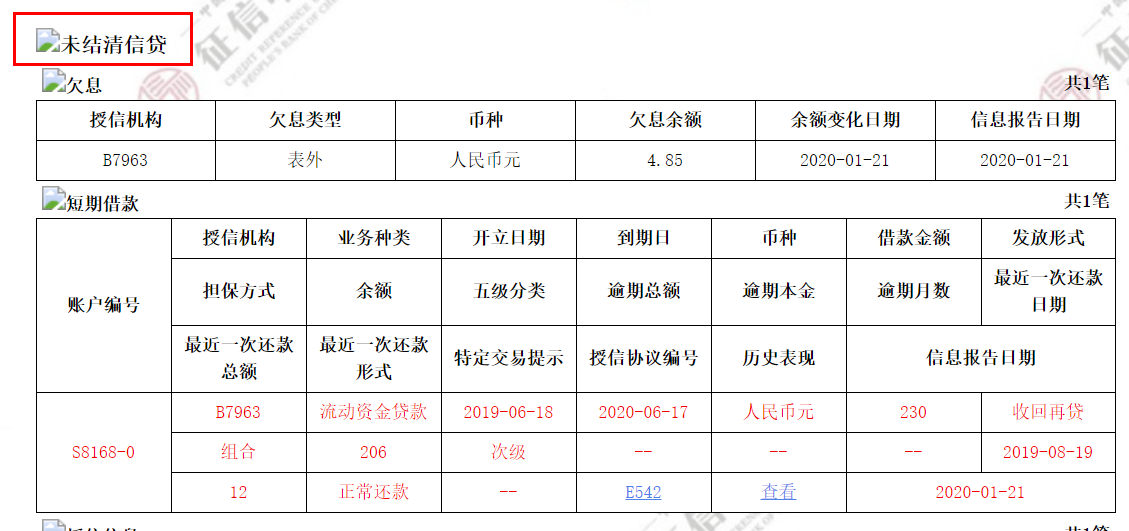 未结清信贷
欠息 共1笔
授信机构 欠息类型 币种 欠息余额 余额变化日期 信息报告日期
B7963 表外 人民币元 4.85 2020-01-21 2020-01-21
短期借款 共1笔
账户编号
授信机构 业务种类 开立日期 到期日 币种 借款金额 发放形式
担保方式 余额 五级分类 逾期总额 逾期本金 逾期月数 最近一次还款
日期
最近一次还款 最近一次还款
总额 形式
特定交易提示 授信协议编号 历史表现 信息报告日期
S8168-0
B7963 流动资金贷款 2019-06-18 2020-06-17 人民币元 230 收回再贷
组合 206 次级 -- -- -- 2019-08-19
12 正常还款 -- E542 查看 2020-01-21
共1笔